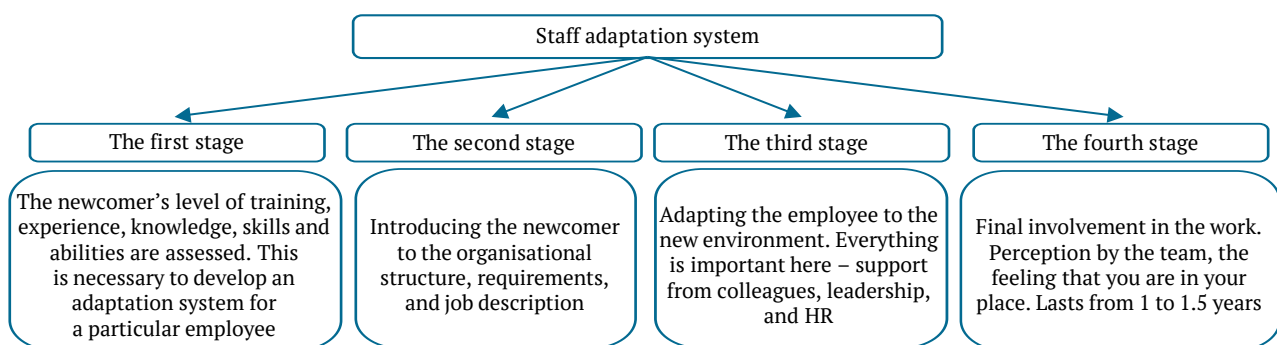 Staff adaptation system
The first stage
The second stage
The third stage
The fourth stage
The newcomer’s level of training,
experience, knowledge, skills and
abilities are assessed. This
is necessary to develop an
adaptation system for
a particular employee
Introducing the newcomer
to the organisational
structure, requirements,
and job description
Adapting the employee to the
new environment. Everything
is important here – support
from colleagues, leadership,
and HR
Final involvement in the work.
Perception by the team, the
feeling that you are in your
place. Lasts from 1 to 1.5 years